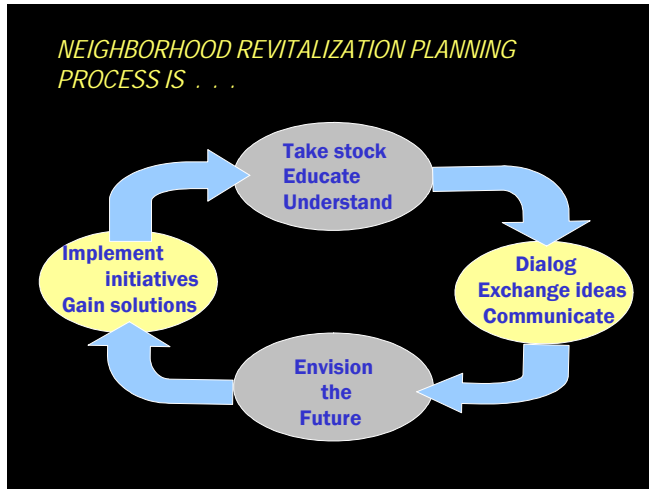 NEIGHBORHOOD REVITALIZATION PLANNING
PROCESS IS . . .
Take stock
Educate
Understand
Dialog
Exchange ideas
Communicate
Envision
the
Future
Implement
initiatives
Gain solutions